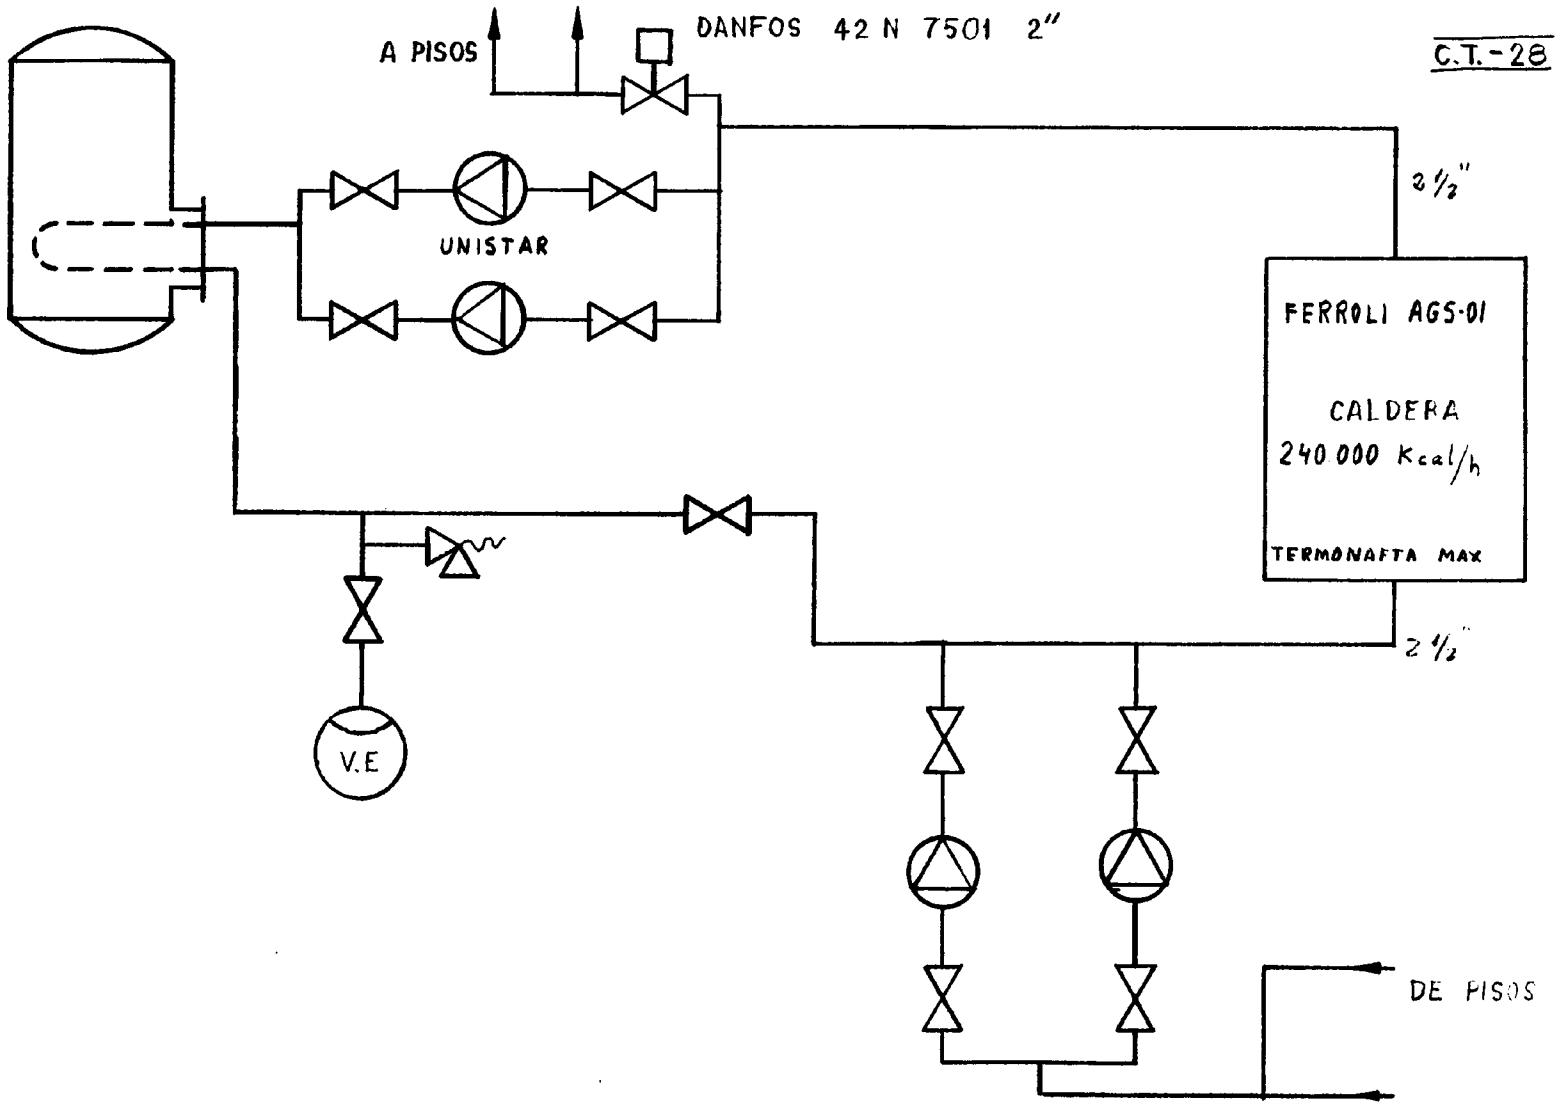 DANFOS 42 N 7501 2"
A PISOS
C.T.-28
2 1/2"
UNISTAR
FERROLI AGS-01
CALDERA
240.000 Kcal/h
TERMONAFTA MAX
2 1/2"
V.E
DE PISOS